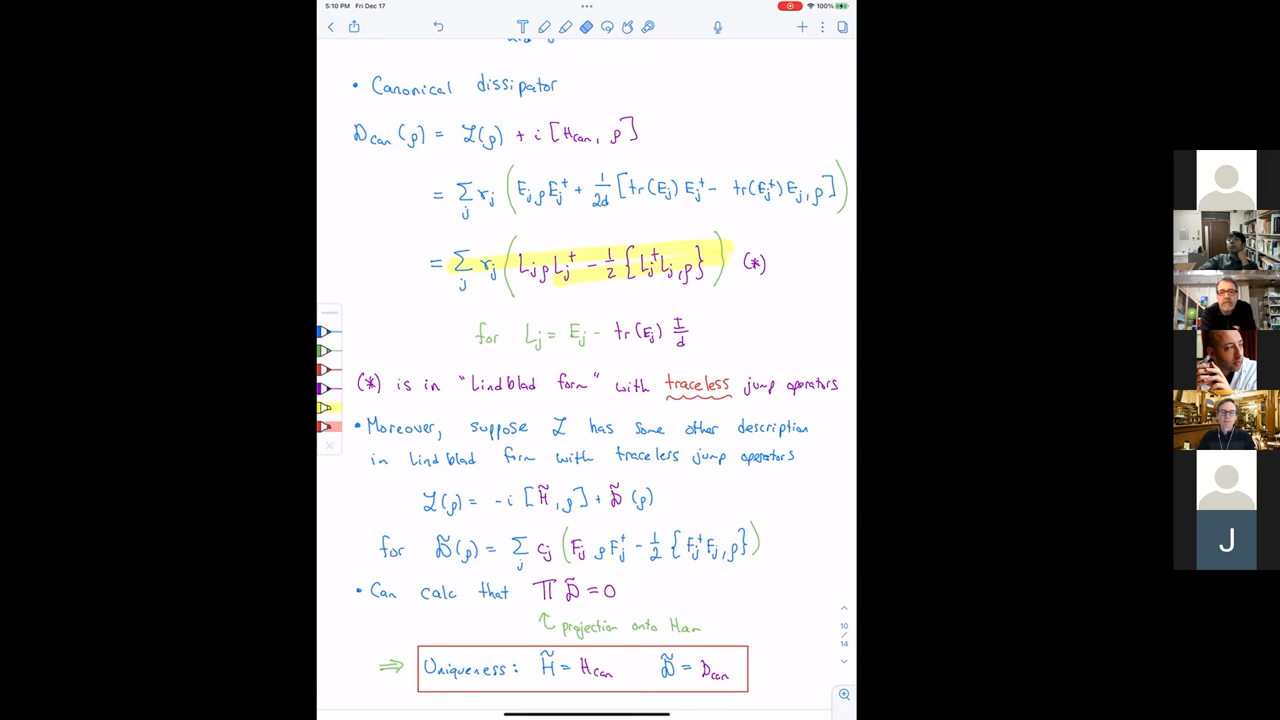 5:10 PM Fri Dec 17
100%
• Canonical dissipator
D_can(ρ) = ℒ(ρ) + i [H_can, ρ]
= Σ_j r_j (E_j ρ E_j† + 1/2d [tr(E_j) E_j† − tr(E_j†) E_j, ρ])
= Σ_j r_j (L_j ρ L_j† − 1/2 {L_j† L_j, ρ}) (*)
for L_j = E_j − tr(E_j) I/d
(*) is in "Lindblad form" with traceless jump operators
• Moreover, suppose ℒ has some other description
in Lindblad form with traceless jump operators
ℒ(ρ) = -i [H̃, ρ] + D̃(ρ)
for D̃(ρ) = Σ_j c_j (F_j ρ F_j† − 1/2 {F_j† F_j, ρ})
• Can calc that Π D̃ = 0
↑ projection onto Ham
⇒ Uniqueness: H̃ = H_can D̃ = D_can
10
/
14
J